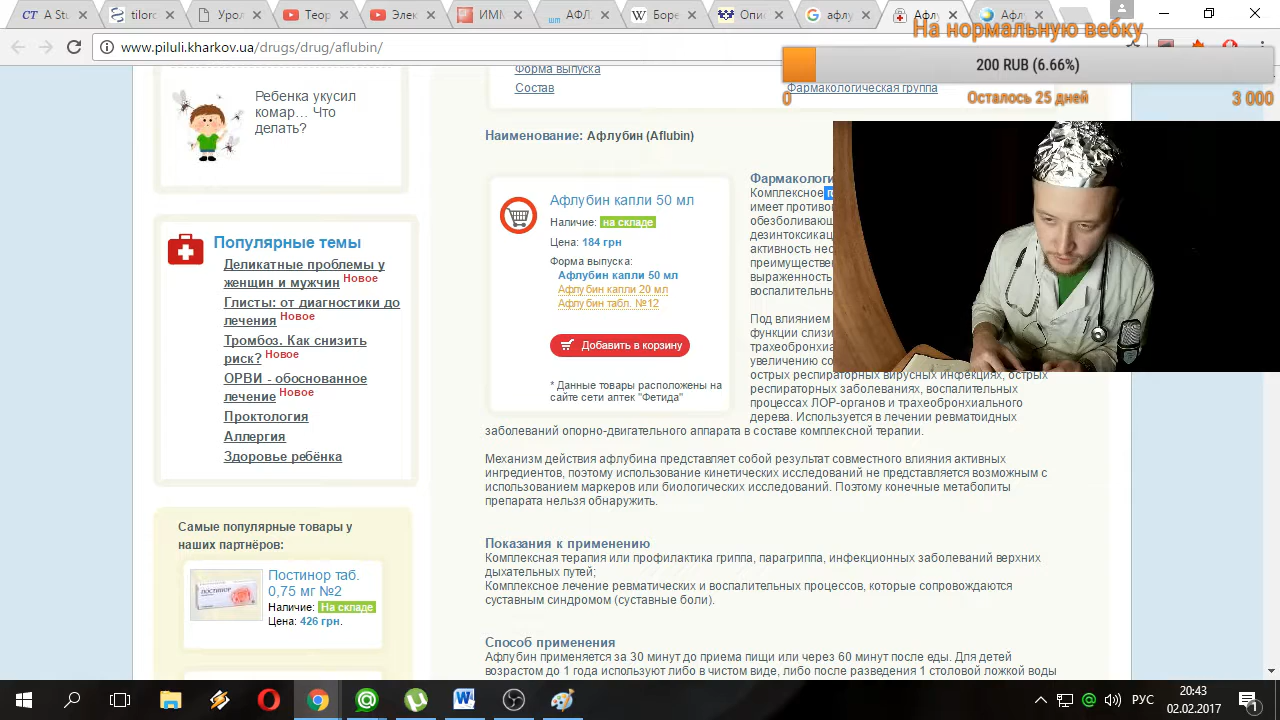 A Stu
tilorc
Урол
Теор
Элек
ИММ
АФЛ
Боре
Опис
афлу
Афлу
Афлу
www.piluli.kharkov.ua/drugs/drug/aflubin/
На нормальную вебку
200 RUB (6.66%)
0 Осталось 25 дней 3 000
Форма выпуска
Состав
Фармакологическая группа
Ребенка укусил
комар… Что
делать?
Популярные темы
Деликатные проблемы у
женщин и мужчин Новое
Глисты: от диагностики до
лечения Новое
Тромбоз. Как снизить
риск? Новое
ОРВИ - обоснованное
лечение Новое
Проктология
Аллергия
Здоровье ребёнка
Самые популярные товары у
наших партнёров:
Постинор таб.
0,75 мг №2
Наличие: На складе
Цена: 426 грн.
Наименование: Афлубин (Aflubin)
Афлубин капли 50 мл
Наличие: на складе
Цена: 184 грн
Форма выпуска:
Афлубин капли 50 мл
Афлубин капли 20 мл
Афлубин табл. №12
Добавить в корзину
* Данные товары расположены на
сайте сети аптек "Фетида"
Комплексное
имеет
активность
Под влиянием
функции
увеличению
острых респираторных вирусных инфекциях, острых
респираторных заболеваниях, воспалительных
процессах ЛОР-органов и трахеобронхиального
дерева. Используется в лечении ревматоидных
заболеваний опорно-двигательного аппарата в составе комплексной терапии.
Механизм действия афлубина представляет собой результат совместного влияния активных
ингредиентов, поэтому использование кинетических исследований не представляется возможным с
использованием маркеров или биологических исследований. Поэтому конечные метаболиты
препарата нельзя обнаружить.
Показания к применению
Комплексная терапия или профилактика гриппа, парагриппа, инфекционных заболеваний верхних
дыхательных путей;
Комплексное лечение ревматических и воспалительных процессов, которые сопровождаются
суставным синдромом (суставные боли).
Способ применения
Афлубин применяется за 30 минут до приема пищи или через 60 минут после еды. Для детей
возрастом до 1 года используют либо в чистом виде, либо после разведения 1 столовой ложкой воды
РУС
20:43
02.02.2017